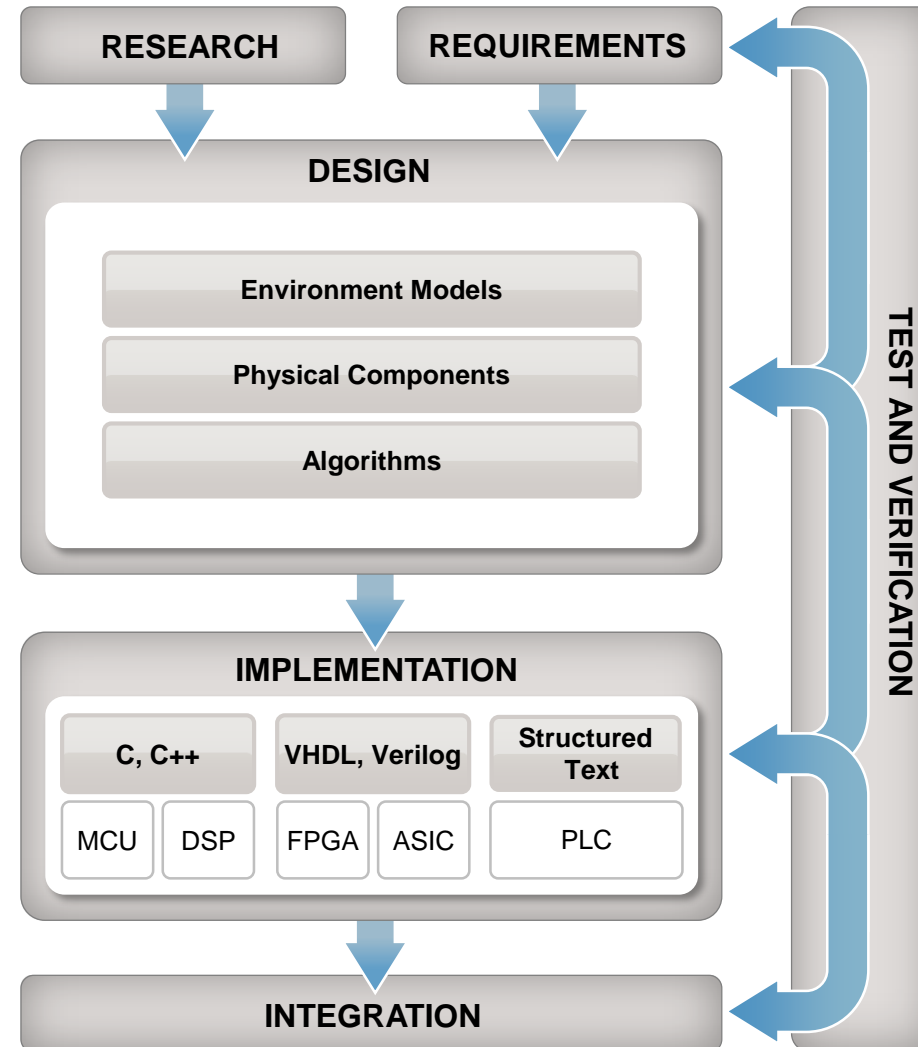 RESEARCH
REQUIREMENTS
DESIGN
Environment Models
Physical Components
Algorithms
IMPLEMENTATION
C, C++
VHDL, Verilog
Structured
Text
MCU
DSP
FPGA
ASIC
PLC
INTEGRATION
TEST AND VERIFICATION